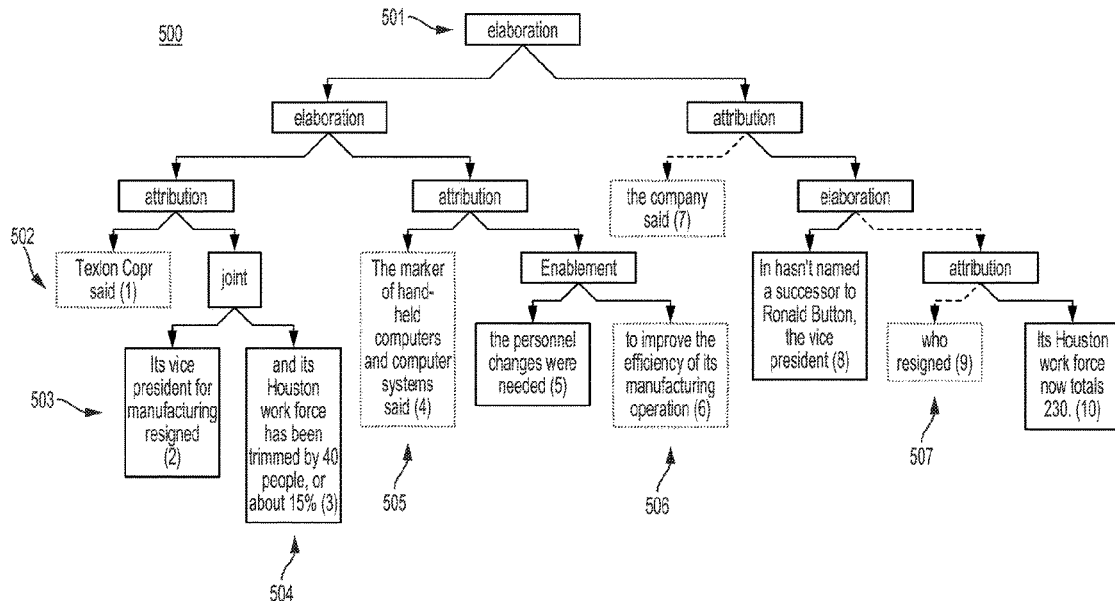 500
501
elaboration
elaboration
attribution
attribution
attribution
the company
said (7)
elaboration
502
Texlon Copr
said (1)
joint
The marker
of hand-
held
computers
and computer
systems
said (4)
Enablement
In hasn't named
a successor to
Ronald Button,
the vice
president (8)
attribution
503
Its vice
president for
manufacturing
resigned
(2)
and its
Houston
work force
has been
trimmed by 40
people, or
about 15% (3)
the personnel
changes were
needed (5)
to improve the
efficiency of its
manufacturing
operation (6)
who
resigned (9)
Its Houston
work force
now totals
230. (10)
504
505
506
507